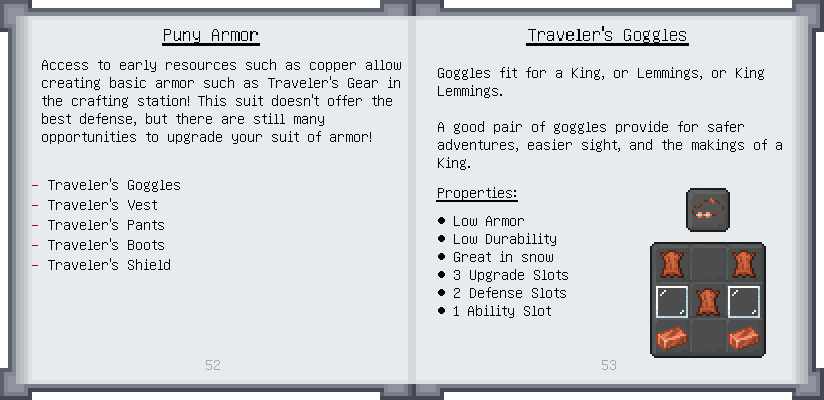 Puny Armor
Access to early resources such as copper allow
creating basic armor such as Traveler's Gear in
the crafting station! This suit doesn't offer the
best defense, but there are still many
opportunities to upgrade your suit of armor!
- Traveler's Goggles
- Traveler's Vest
- Traveler's Pants
- Traveler's Boots
- Traveler's Shield
52
Traveler's Goggles
Goggles fit for a King, or Lemmings, or King
Lemmings.
A good pair of goggles provide for safer
adventures, easier sight, and the makings of a
King.
Properties:
● Low Armor
● Low Durability
● Great in snow
● 3 Upgrade Slots
● 2 Defense Slots
● 1 Ability Slot
53